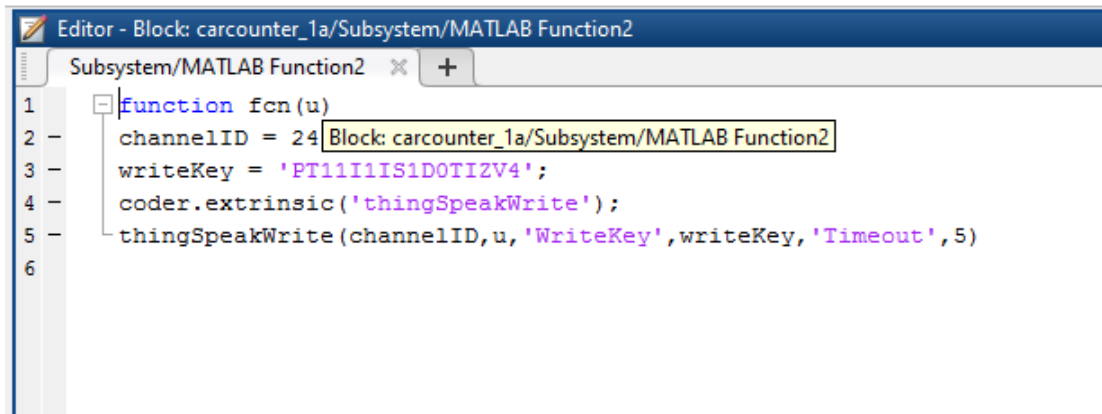 Editor - Block: carcounter_1a/Subsystem/MATLAB Function2
Subsystem/MATLAB Function2 × +
1 function fcn(u)
2 - channelID = 24 Block: carcounter_1a/Subsystem/MATLAB Function2
3 - writeKey = 'PT11I1IS1D0TIZV4';
4 - coder.extrinsic('thingSpeakWrite');
5 - thingSpeakWrite(channelID,u,'WriteKey',writeKey,'Timeout',5)
6